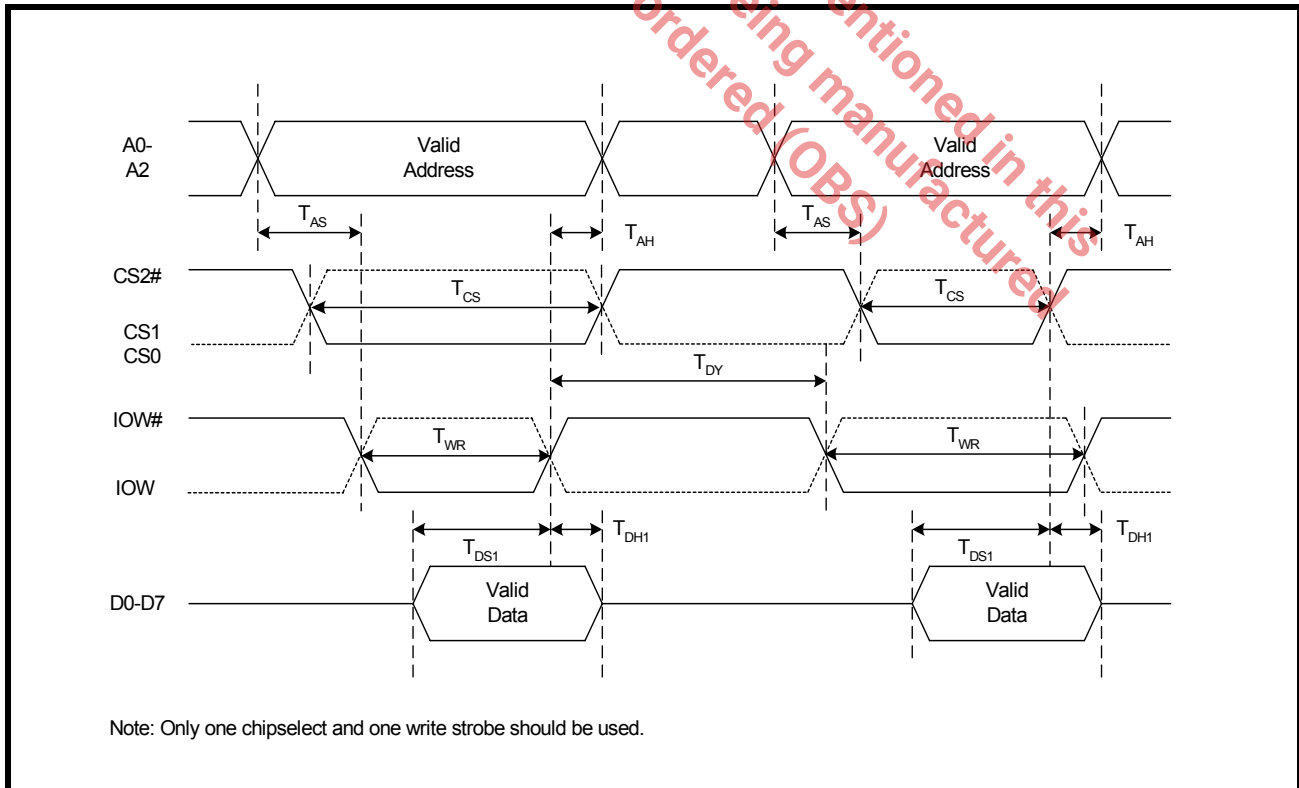 mentioned in this
being manufactured
ordered (OBS)
A0-
A2
Valid
Address
Valid
Address
TAS
TAH
TAS
TAH
CS2#
TCS
TCS
CS1
CS0
TDY
IOW#
TWR
TWR
IOW
TDS1
TDH1
TDS1
TDH1
D0-D7
Valid
Data
Valid
Data
Note: Only one chipselect and one write strobe should be used.